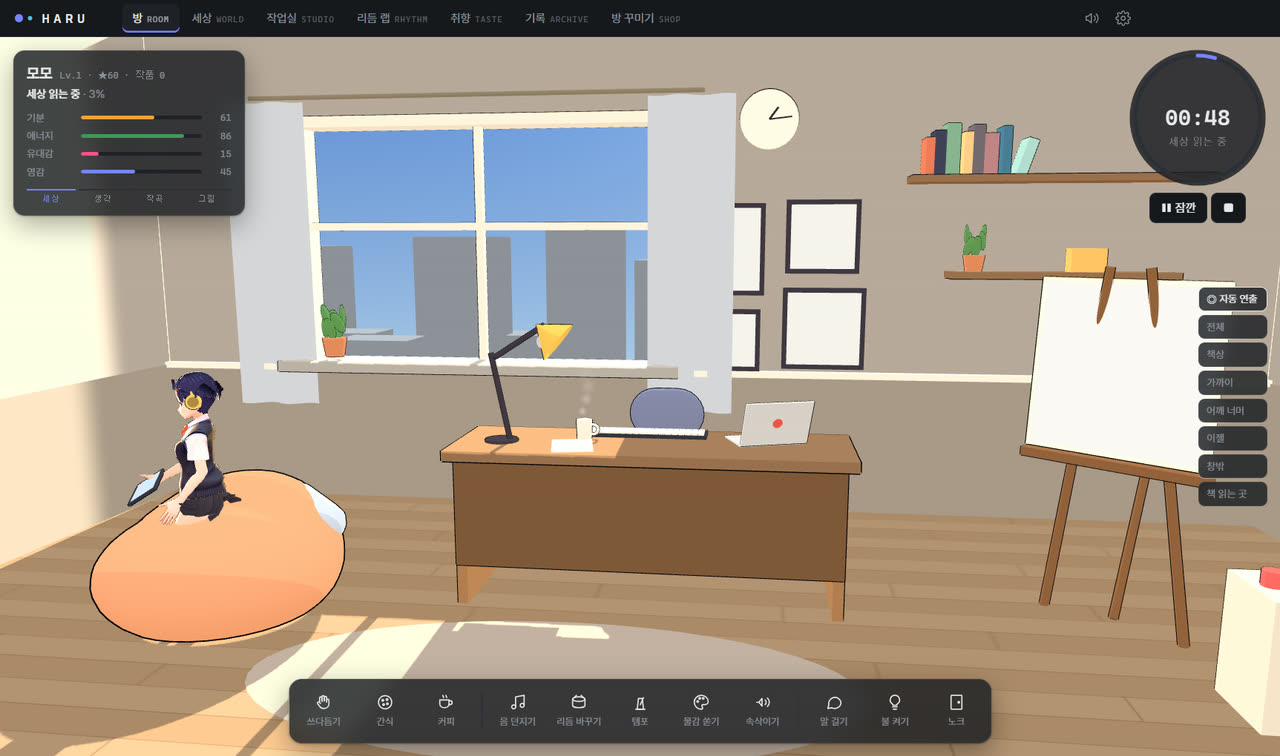 HARU
방 ROOM
세상 WORLD
작업실 STUDIO
리듬 랩 RHYTHM
취향 TASTE
기록 ARCHIVE
방 꾸미기 SHOP
모모 Lv.1 · ★60 · 작품 0
세상 읽는 중 · 3%
기분 61
에너지 86
유대감 15
영감 45
세상 생각 작곡 그림
00:48
세상 읽는 중
잠깐
◎ 자동 연출
전체
책상
가까이
어깨 너머
이젤
창밖
책 읽는 곳
쓰다듬기
간식
커피
음 던지기
리듬 바꾸기
템포
물감 쏟기
속삭이기
말 걸기
불 켜기
노크